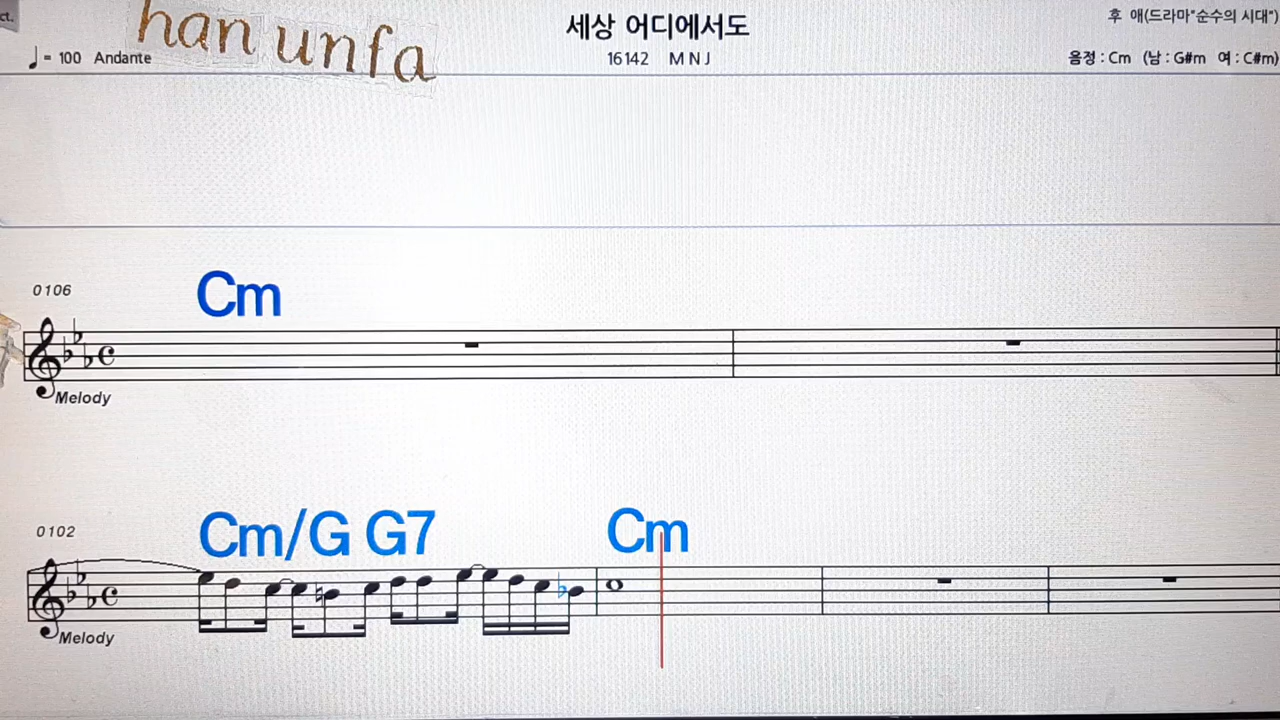 ct.
han unfa
세상 어디에서도
후 애(드라마"순수의 시대")
= 100 Andante
16142 M N J
음정 : Cm (남 : G#m 여 : C#m)
0106
Cm
Melody
0102
Cm/G G7 Cm
Melody